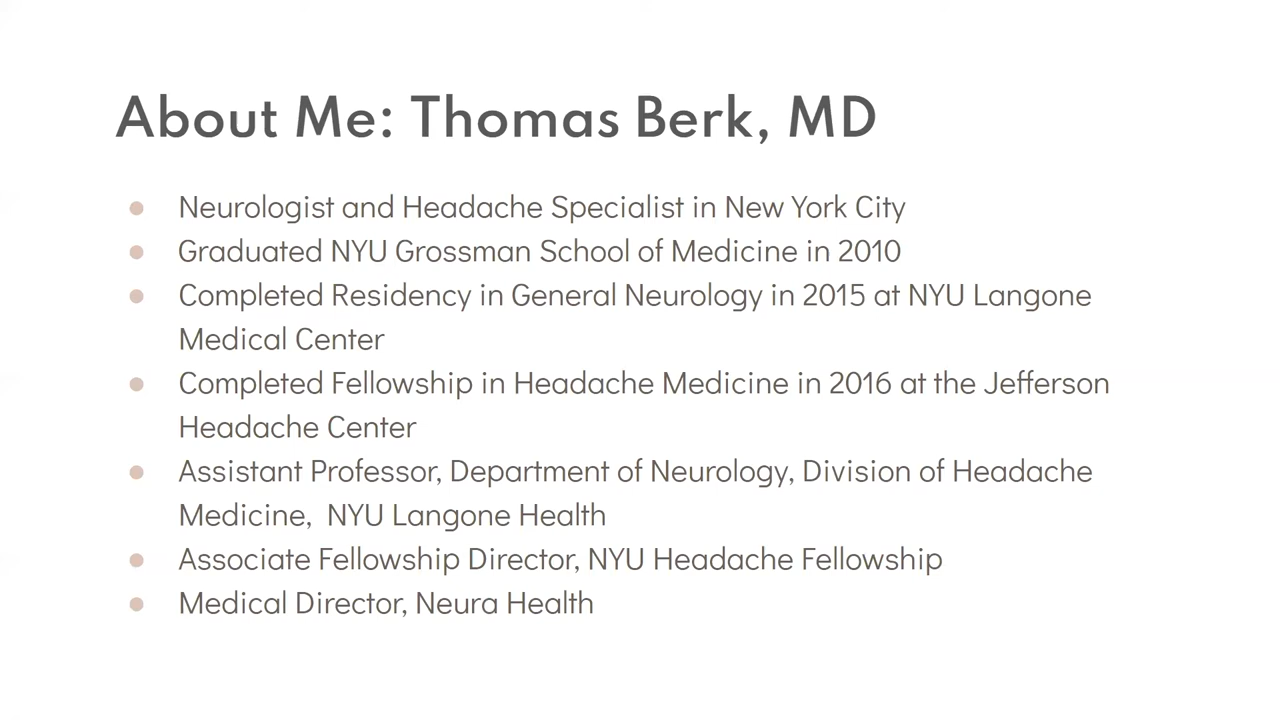 About Me: Thomas Berk, MD
● Neurologist and Headache Specialist in New York City
● Graduated NYU Grossman School of Medicine in 2010
● Completed Residency in General Neurology in 2015 at NYU Langone
Medical Center
● Completed Fellowship in Headache Medicine in 2016 at the Jefferson
Headache Center
● Assistant Professor, Department of Neurology, Division of Headache
Medicine,  NYU Langone Health
● Associate Fellowship Director, NYU Headache Fellowship
● Medical Director, Neura Health